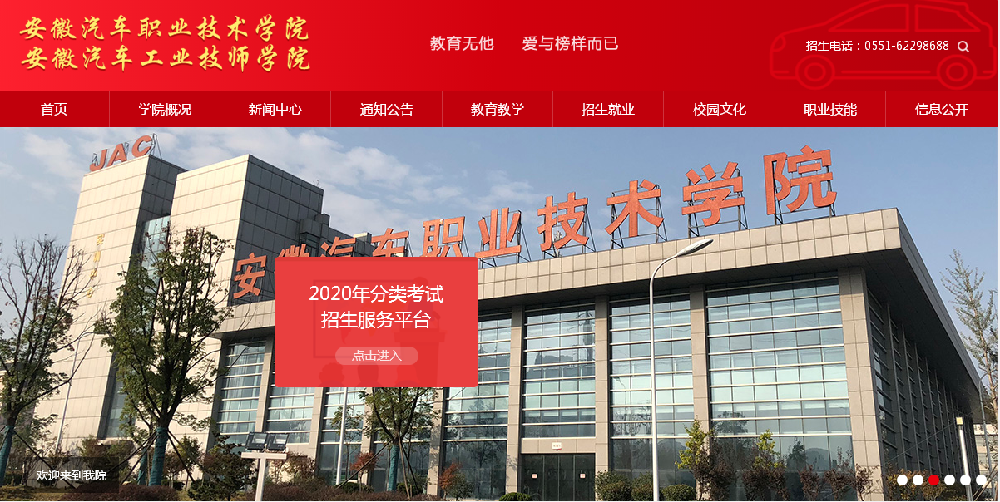 安徽汽车职业技术学院
安徽汽车工业技师学院
教育无他 爱与榜样而已
招生电话：0551-62298688
首页 学院概况 新闻中心 通知公告 教育教学 招生就业 校园文化 职业技能 信息公开
JAC
安徽汽车职业技术学院
2020年分类考试
招生服务平台
点击进入
欢迎来到我院